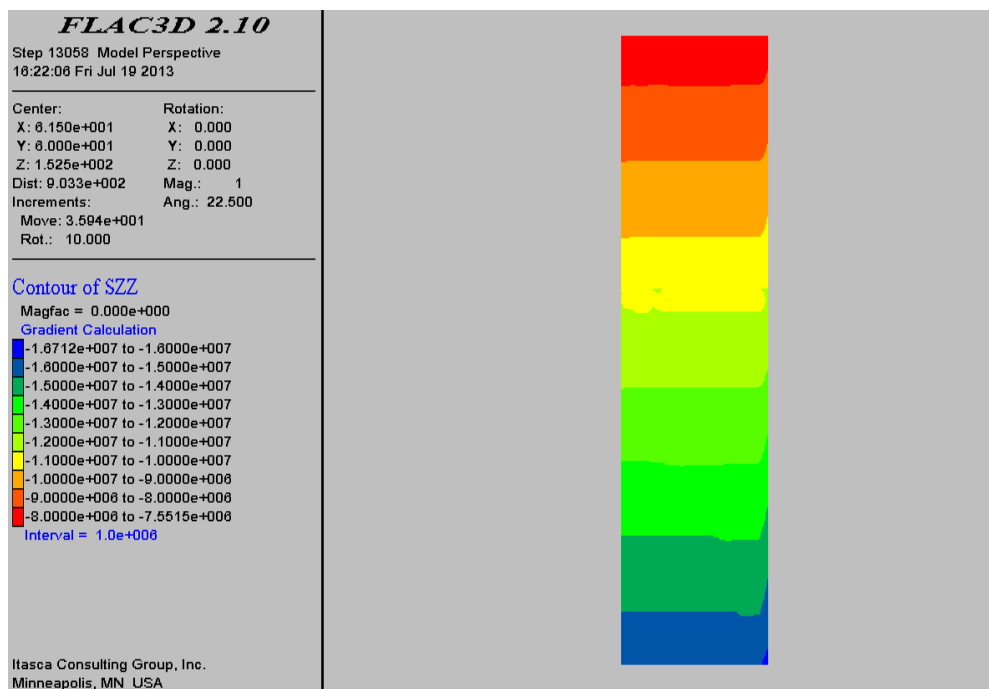 FLAC3D 2.10
Step 13058 Model Perspective
16:22:06 Fri Jul 19 2013
Center: Rotation:
X: 6.150e+001 X: 0.000
Y: 6.000e+001 Y: 0.000
Z: 1.525e+002 Z: 0.000
Dist: 9.033e+002 Mag.: 1
Increments: Ang.: 22.500
Move: 3.594e+001
Rot.: 10.000
Contour of SZZ
Magfac = 0.000e+000
Gradient Calculation
-1.6712e+007 to -1.6000e+007
-1.6000e+007 to -1.5000e+007
-1.5000e+007 to -1.4000e+007
-1.4000e+007 to -1.3000e+007
-1.3000e+007 to -1.2000e+007
-1.2000e+007 to -1.1000e+007
-1.1000e+007 to -1.0000e+007
-1.0000e+007 to -9.0000e+006
-9.0000e+006 to -8.0000e+006
-8.0000e+006 to -7.5515e+006
Interval = 1.0e+006
Itasca Consulting Group, Inc.
Minneapolis, MN USA